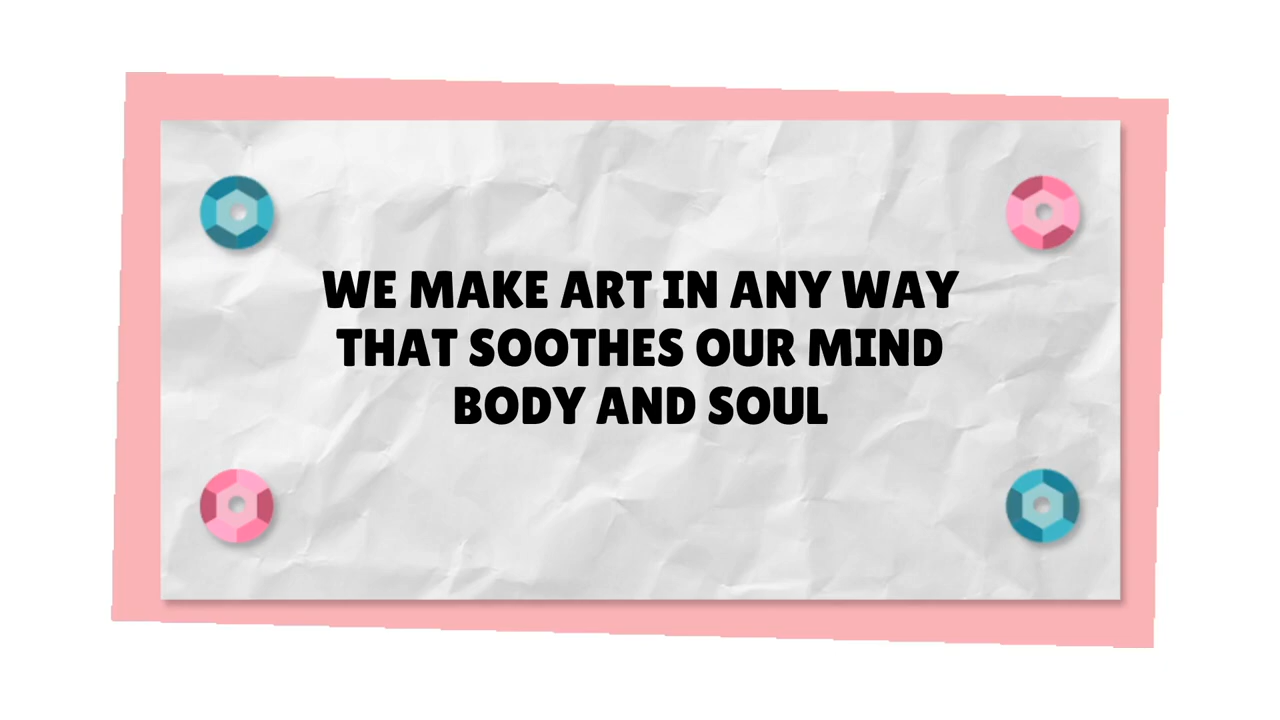 WE MAKE ART IN ANY WAY
THAT SOOTHES OUR MIND
BODY AND SOUL